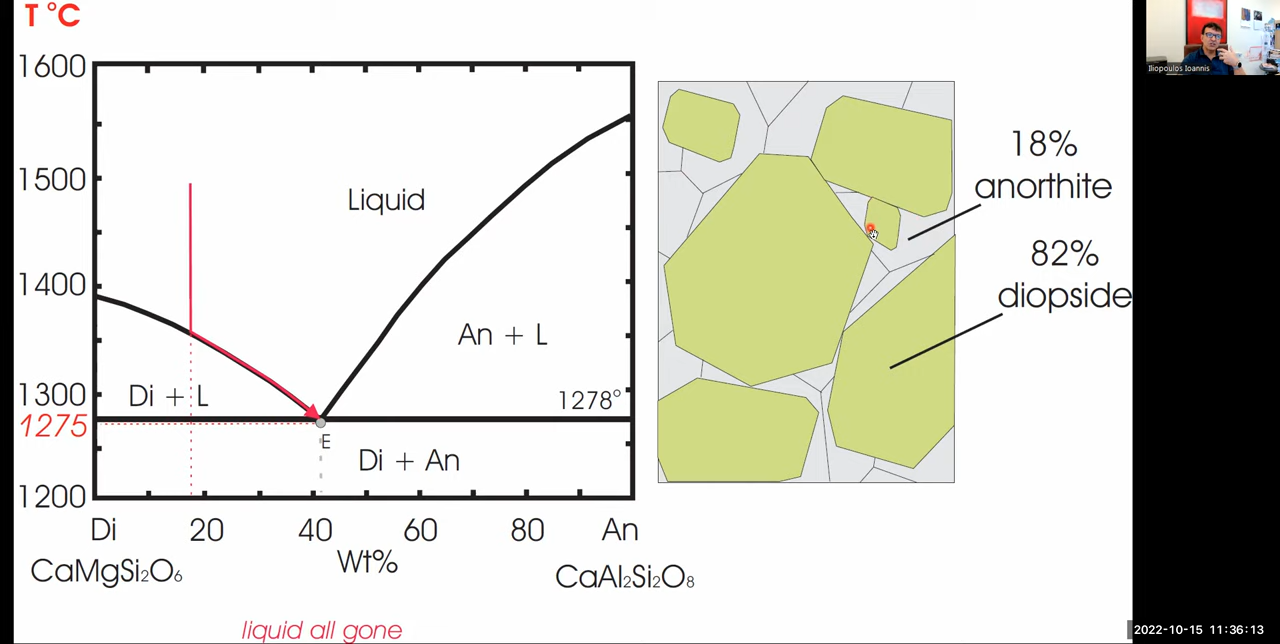 T °C
1600
1500
1400
1300
1275
1200
Liquid
An + L
Di + L
1278°
E
Di + An
Di
20
40
60
80
An
Wt%
CaMgSi₂O₆
CaAl₂Si₂O₈
liquid all gone
18%
anorthite
82%
diopside
Iliopoulos Ioannis
2022-10-15 11:36:13